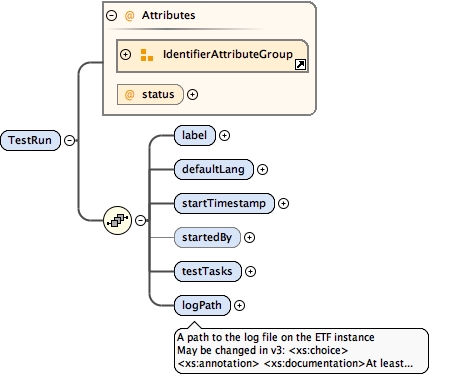 @ Attributes
IdentifierAttributeGroup
@ status
TestRun
label
defaultLang
startTimestamp
startedBy
testTasks
logPath
A path to the log file on the ETF instance
May be changed in v3: <xs:choice>
<xs:annotation> <xs:documentation>At least...